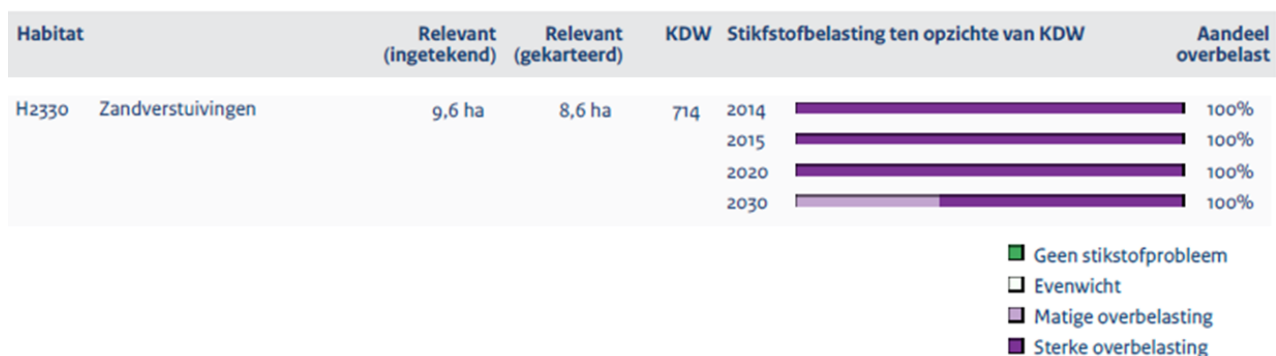 Habitat Relevant (ingetekend) Relevant (gekarteerd) KDW Stikfstofbelasting ten opzichte van KDW Aandeel overbelast
H2330 Zandverstuivingen 9,6 ha 8,6 ha 714 2014 100%
2015 100%
2020 100%
2030 100%
Geen stikstofprobleem
Evenwicht
Matige overbelasting
Sterke overbelasting